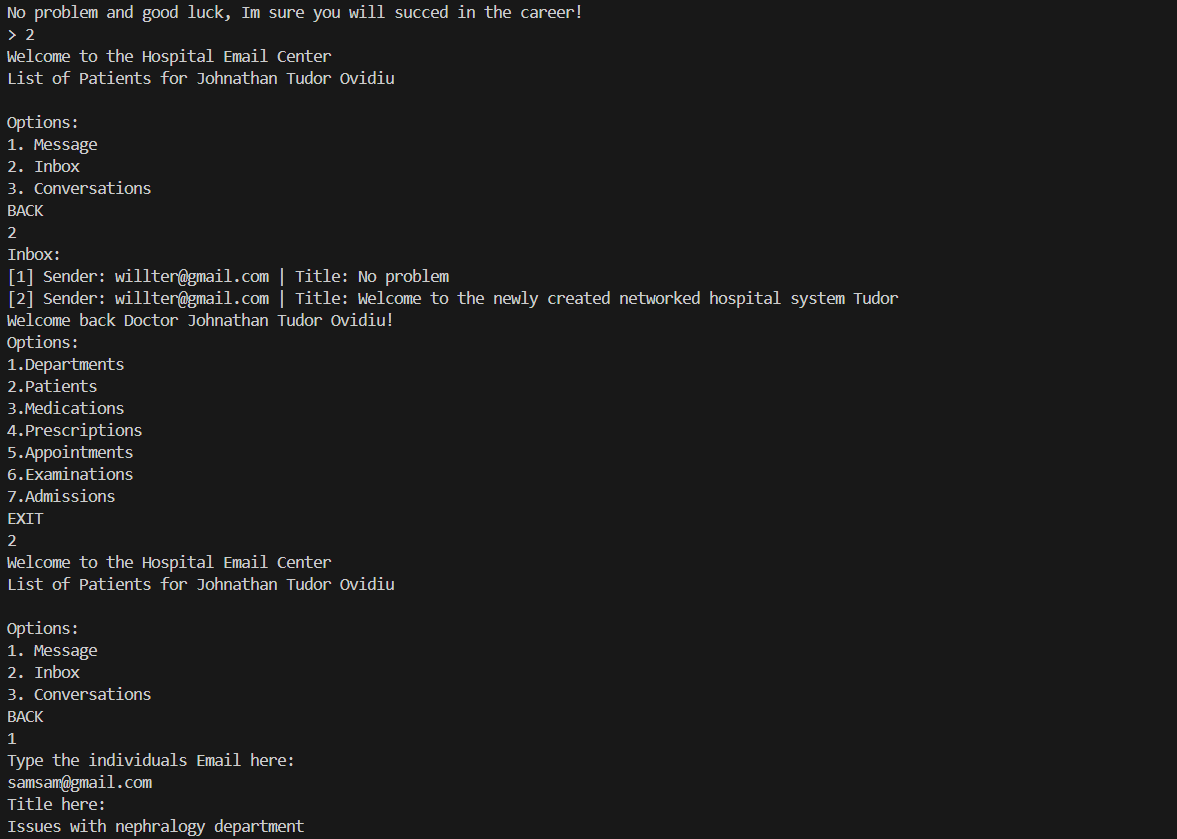 No problem and good luck, Im sure you will succed in the career!
> 2
Welcome to the Hospital Email Center
List of Patients for Johnathan Tudor Ovidiu
Options:
1. Message
2. Inbox
3. Conversations
BACK
2
Inbox:
[1] Sender: willter@gmail.com | Title: No problem
[2] Sender: willter@gmail.com | Title: Welcome to the newly created networked hospital system Tudor
Welcome back Doctor Johnathan Tudor Ovidiu!
Options:
1.Departments
2.Patients
3.Medications
4.Prescriptions
5.Appointments
6.Examinations
7.Admissions
EXIT
2
Welcome to the Hospital Email Center
List of Patients for Johnathan Tudor Ovidiu
Options:
1. Message
2. Inbox
3. Conversations
BACK
1
Type the individuals Email here:
samsam@gmail.com
Title here:
Issues with nephralogy department